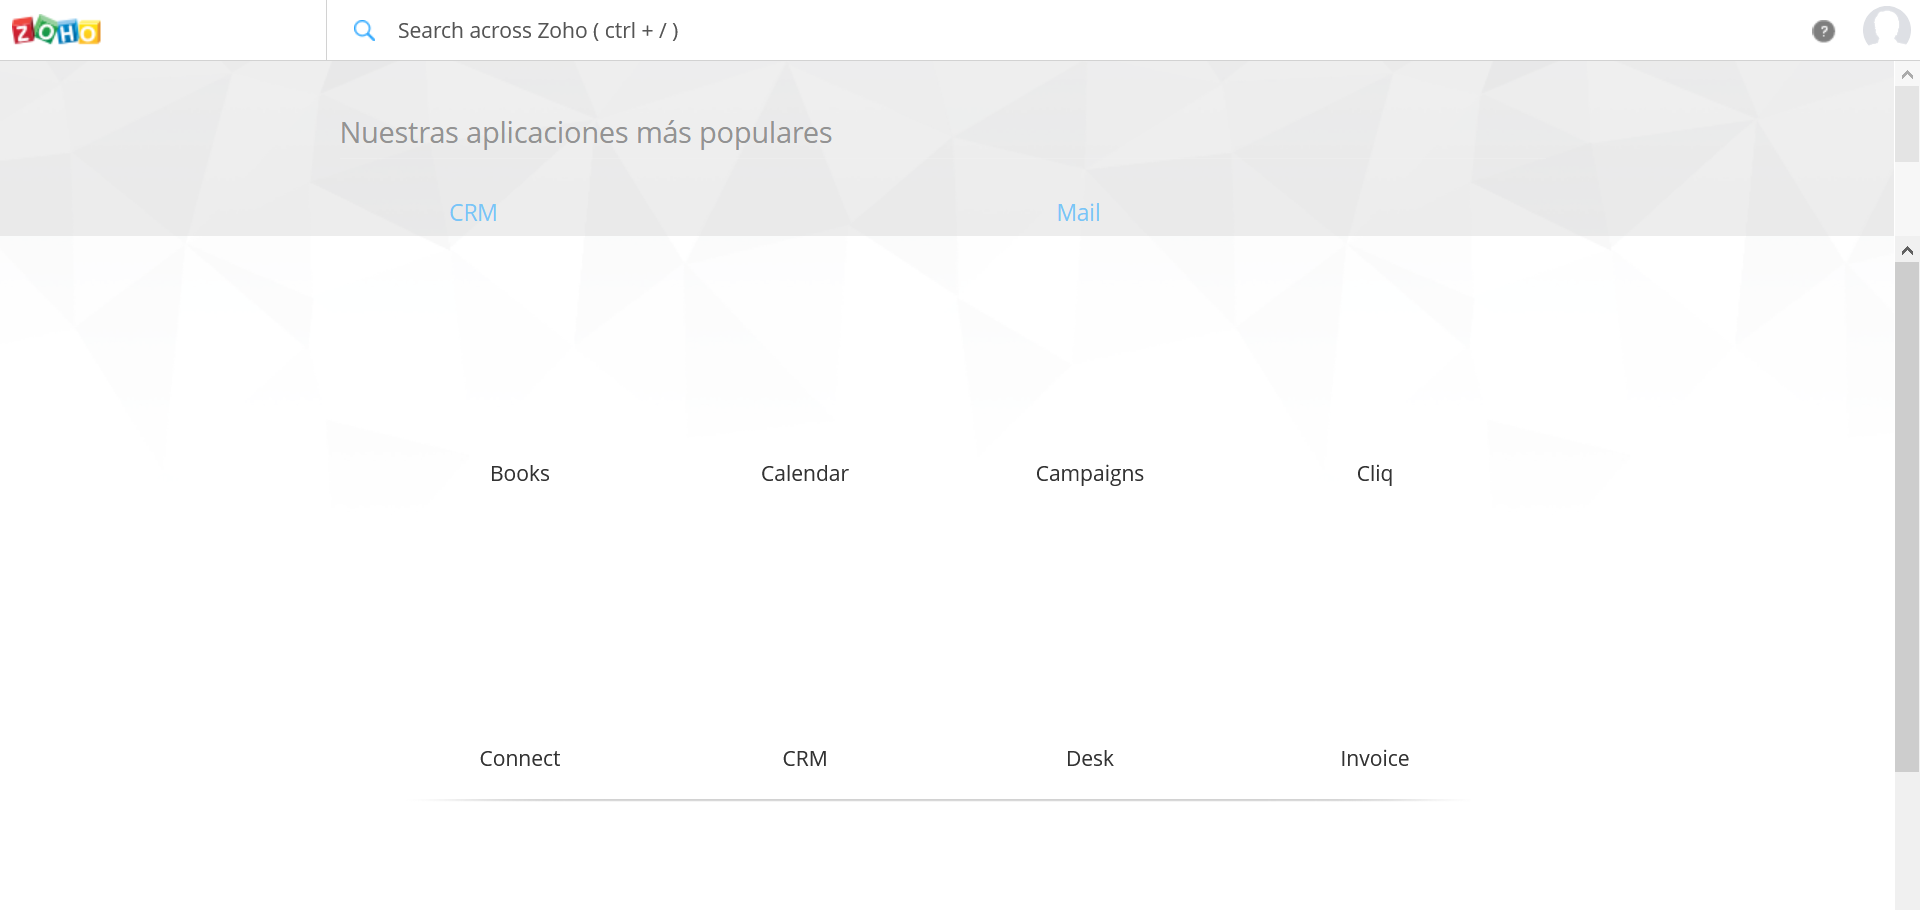 ZOHO
Search across Zoho ( ctrl + / )
?
Nuestras aplicaciones más populares
CRM Mail
Books Calendar Campaigns Cliq
Connect CRM Desk Invoice